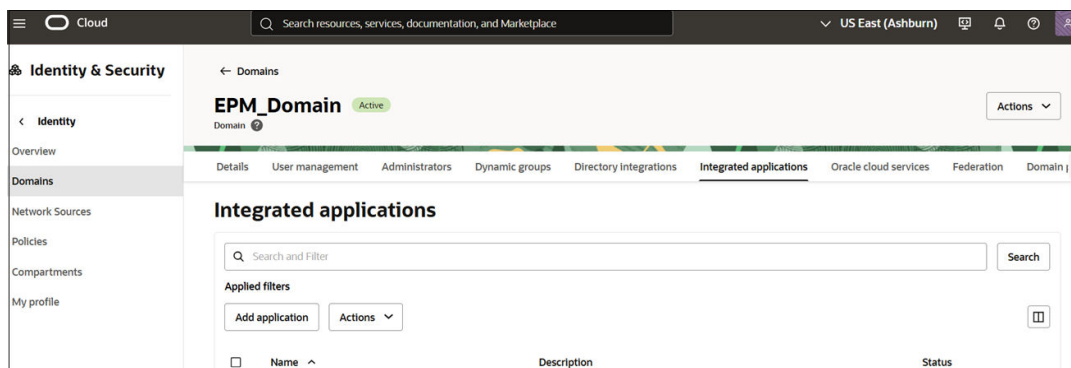 Cloud
Search resources, services, documentation, and Marketplace
US East (Ashburn)
Identity & Security
Identity
Overview
Domains
Network Sources
Policies
Compartments
My profile
← Domains
EPM_Domain Active
Domain ?
Actions
Details User management Administrators Dynamic groups Directory integrations Integrated applications Oracle cloud services Federation Domain
Integrated applications
Search and Filter
Search
Applied filters
Add application Actions
Name Description Status